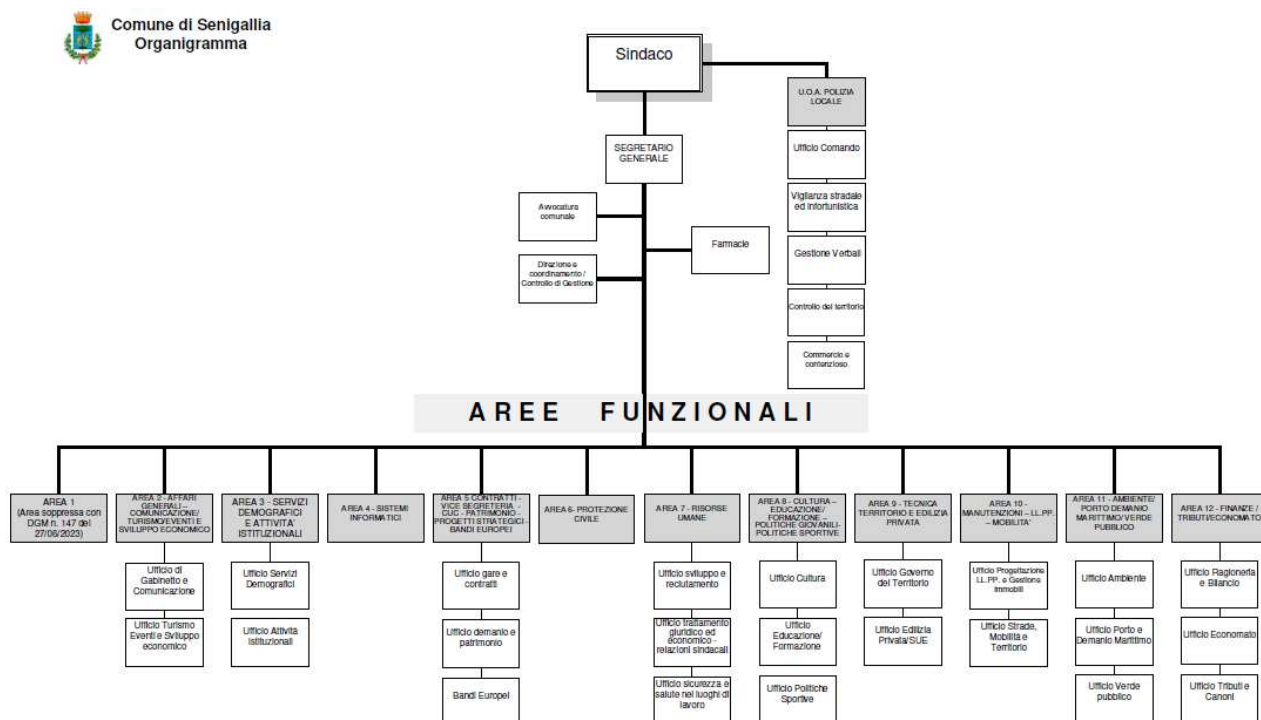 Comune di Senigallia
Organigramma
Sindaco
U.O.A. POLIZIA
LOCALE
SEGRETARIO
GENERALE
Ufficio Comando
Vigilanza stradale
ed infortunistica
Avvocatura
comunale
Farmacie
Gestione Verbali
Direzione e
coordinamento /
Controllo di Gestione
Controllo del territorio
Commercio e
contenzioso
AREE FUNZIONALI
AREA 1
(Area soppressa con
DGM n. 147 del
27/06/2023)
AREA 2 - AFFARI
GENERALI –
COMUNICAZIONE/
TURISMO/EVENTI E
SVILUPPO ECONOMICO
AREA 3 - SERVIZI
DEMOGRAFICI
E ATTIVITA'
ISTITUZIONALI
AREA 4 - SISTEMI
INFORMATICI
AREA 5 CONTRATTI -
VICE SEGRETERIA -
CUC - PATRIMONIO -
PROGETTI STRATEGICI -
BANDI EUROPEI
AREA 6- PROTEZIONE
CIVILE
AREA 7 - RISORSE
UMANE
AREA 8 - CULTURA –
EDUCAZIONE/
FORMAZIONE –
POLITICHE GIOVANILI-
POLITICHE SPORTIVE
AREA 9 - TECNICA
TERRITORIO E EDILIZIA
PRIVATA
AREA 10 -
MANUTENZIONI – LL.PP.
– MOBILITA'
AREA 11 - AMBIENTE/
PORTO DEMANIO
MARITTIMO/ VERDE
PUBBLICO
AREA 12 - FINANZE /
TRIBUTI/ECONOMATO
Ufficio di
Gabinetto e
Comunicazione
Ufficio Turismo
Eventi e Sviluppo
economico
Ufficio Servizi
Demografici
Ufficio Attività
Istituzionali
Ufficio gare e
contratti
Ufficio demanio e
patrimonio
Bandi Europei
Ufficio sviluppo e
reclutamento
Ufficio trattamento
giuridico ed
economico -
relazioni sindacali
Ufficio sicurezza e
salute nei luoghi di
lavoro
Ufficio Cultura
Ufficio
Educazione/
Formazione
Ufficio Politiche
Sportive
Ufficio Governo
del Territorio
Ufficio Edilizia
Privata/SUE
Ufficio Progettazione
LL.PP. e Gestione
Immobili
Ufficio Strade,
Mobilità e
Territorio
Ufficio Ambiente
Ufficio Porto e
Demanio Marittimo
Ufficio Verde
pubblico
Ufficio Ragioneria
e Bilancio
Ufficio Economato
Ufficio Tributi e
Canoni